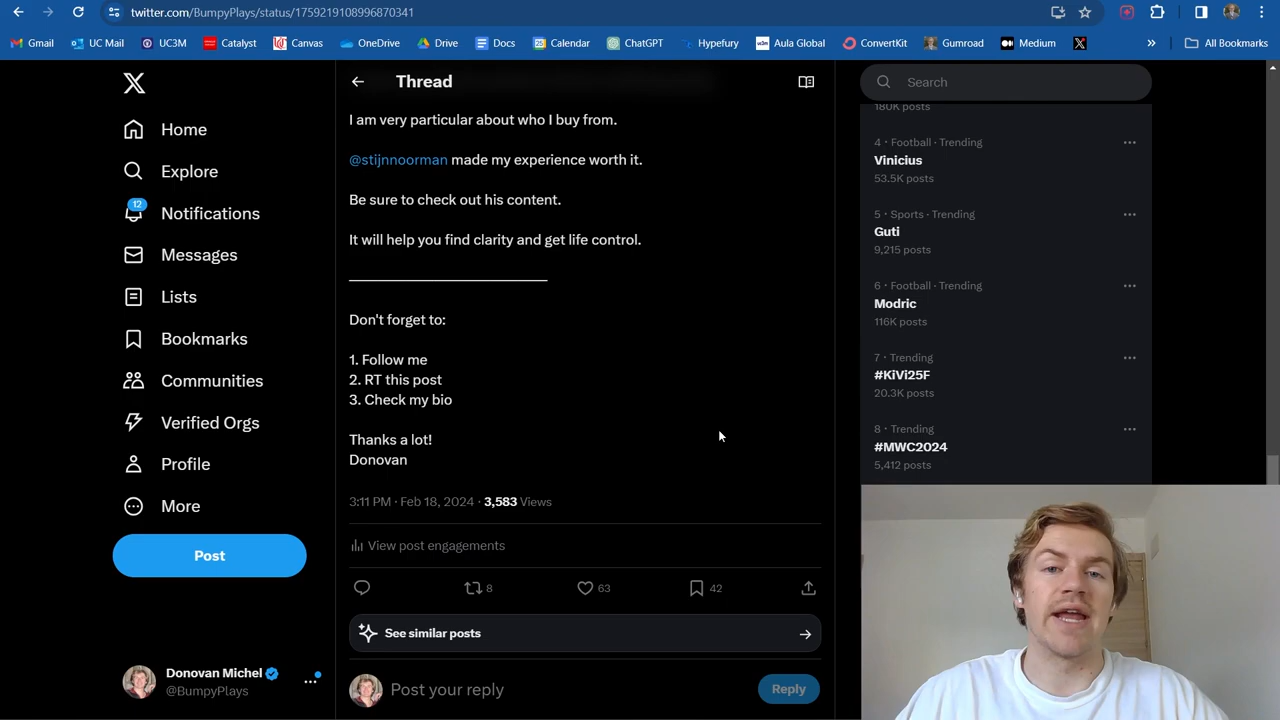 twitter.com/BumpyPlays/status/1759219108996870341
Gmail
UC Mail
UC3M
Catalyst
Canvas
OneDrive
Drive
Docs
Calendar
ChatGPT
Hypefury
Aula Global
ConvertKit
Gumroad
Medium
X
»
All Bookmarks
Home
Explore
12
Notifications
Messages
Lists
Bookmarks
Communities
Verified Orgs
Profile
More
Post
Donovan Michel
@BumpyPlays
Thread
I am very particular about who I buy from.
@stijnnoorman made my experience worth it.
Be sure to check out his content.
It will help you find clarity and get life control.
Don't forget to:
1. Follow me
2. RT this post
3. Check my bio
Thanks a lot!
Donovan
3:11 PM · Feb 18, 2024 · 3,583 Views
View post engagements
8
63
42
See similar posts
Post your reply
Reply
Search
180K posts
4 · Football · Trending
Vinicius
53.5K posts
5 · Sports · Trending
Guti
9,215 posts
6 · Football · Trending
Modric
116K posts
7 · Trending
#KiVi25F
20.3K posts
8 · Trending
#MWC2024
5,412 posts